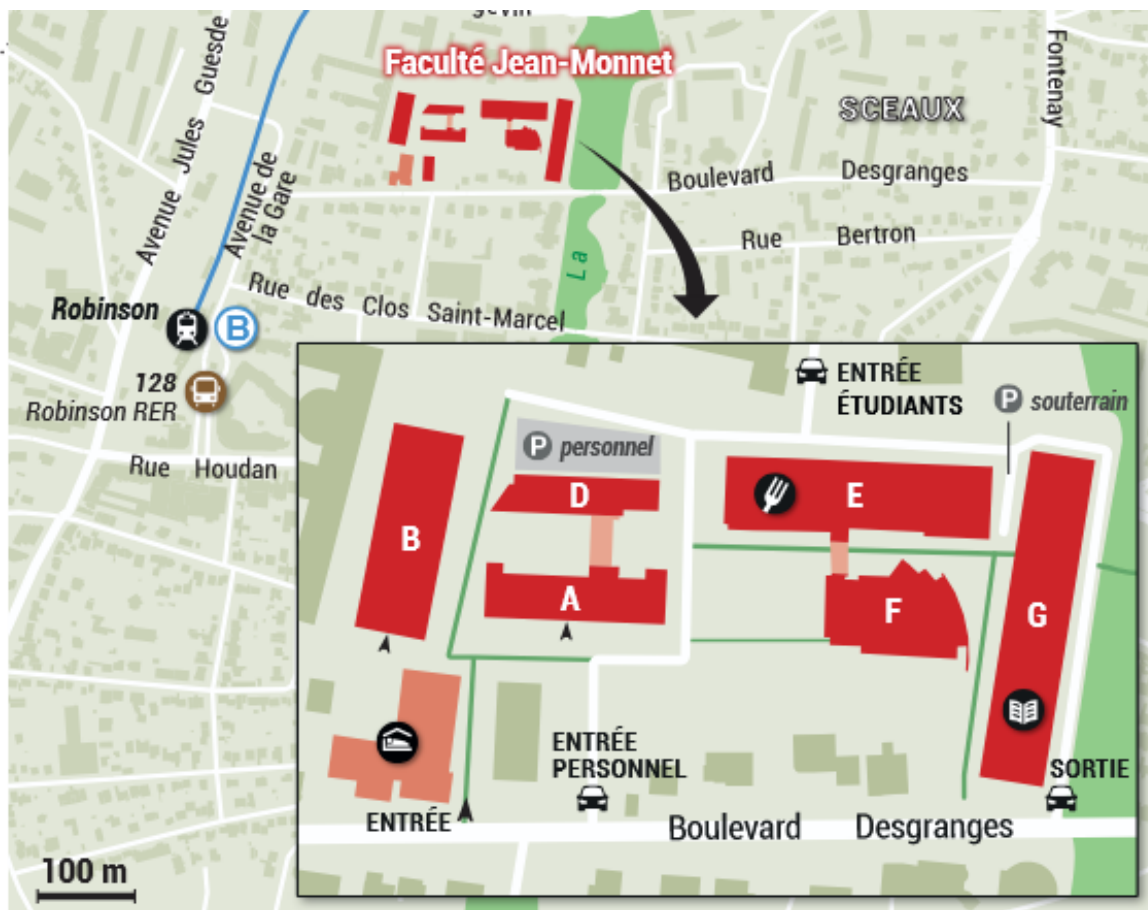 gevin
Faculté Jean-Monnet
Avenue Jules Guesde
Fontenay
SCEAUX
Boulevard Desgranges
Avenue de
la Gare
Rue Bertron
La
Rue des Clos Saint-Marcel
Robinson
B
128
Robinson RER
Rue Houdan
ENTRÉE
ÉTUDIANTS
P souterrain
P personnel
D
E
B
A
F
G
ENTRÉE
PERSONNEL
SORTIE
ENTRÉE
Boulevard Desgranges
100 m